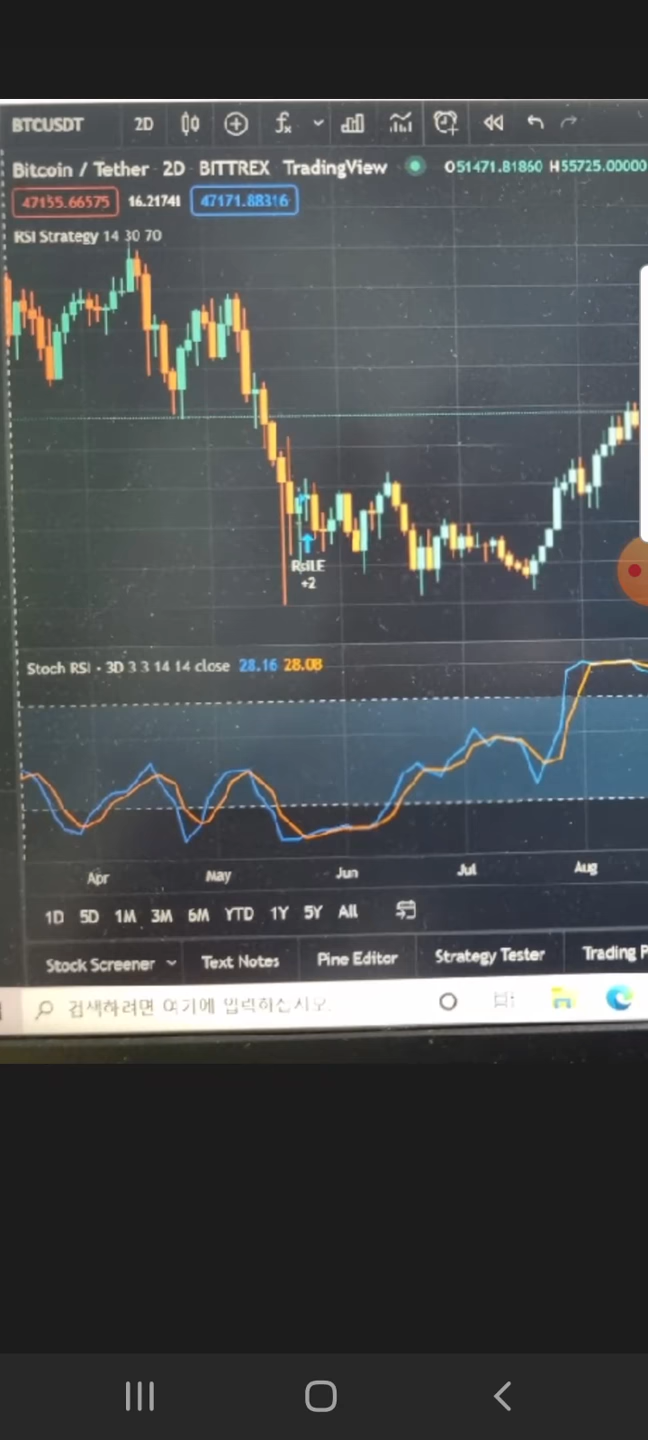 BTCUSDT 2D fx
Bitcoin / Tether 2D BITTREX TradingView O51471.81860 H55725.00000
47155.66575 16.21741 47171.88316
RSI Strategy 14 30 70
RsiLE
+2
Stoch RSI - 3D 3 3 14 14 close 28.16 28.08
Apr May Jun Jul Aug
1D 5D 1M 3M 6M YTD 1Y 5Y All
Stock Screener Text Notes Pine Editor Strategy Tester Trading P
검색하려면 여기에 입력하십시오.